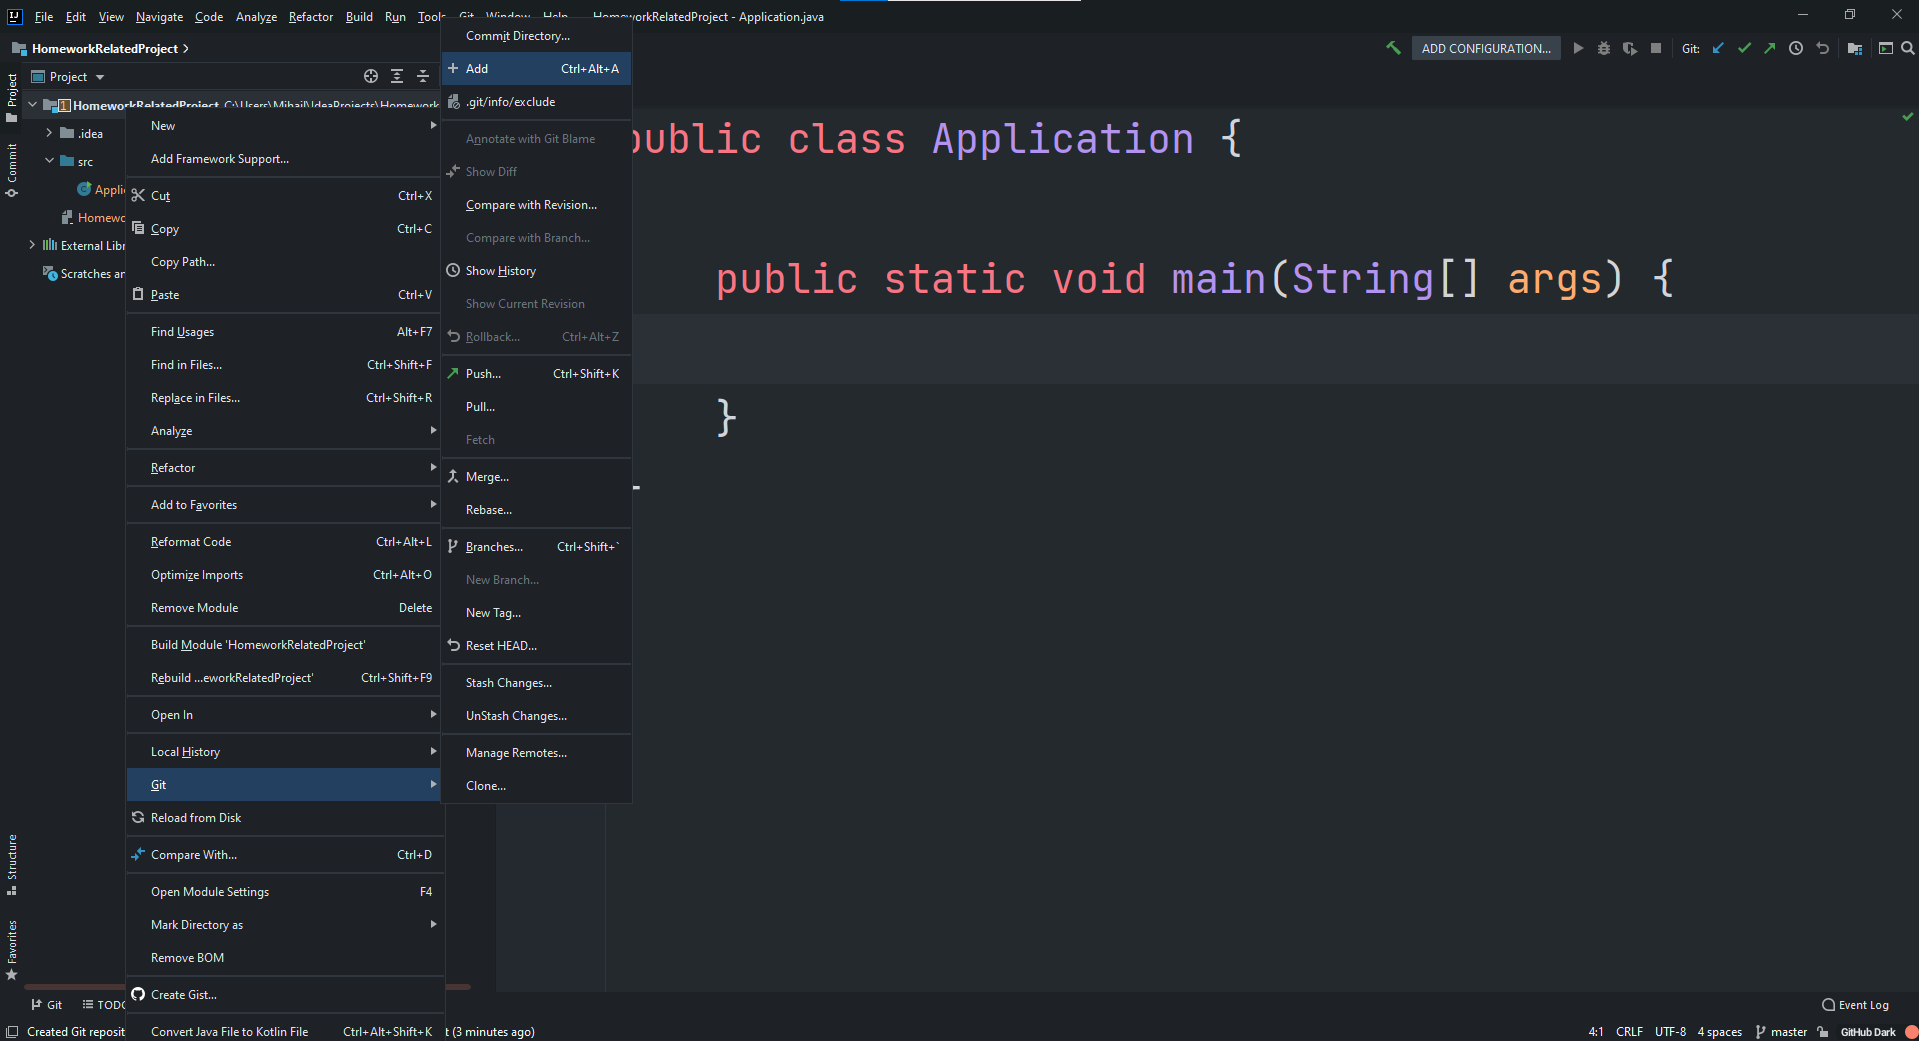 File Edit View Navigate Code Analyze Refactor Build Run Tools Git Window Help HomeworkRelatedProject - Application.java
HomeworkRelatedProject
ADD CONFIGURATION...
Git:
Project
HomeworkRelatedProject C:\Users\Mihail\IdeaProjects\Homework
.idea
src
Appli
Homewo
External Libr
Scratches an
Project
Commit
Structure
Favorites
New
Add Framework Support...
Cut Ctrl+X
Copy Ctrl+C
Copy Path...
Paste Ctrl+V
Find Usages Alt+F7
Find in Files... Ctrl+Shift+F
Replace in Files... Ctrl+Shift+R
Analyze
Refactor
Add to Favorites
Reformat Code Ctrl+Alt+L
Optimize Imports Ctrl+Alt+O
Remove Module Delete
Build Module 'HomeworkRelatedProject'
Rebuild ...eworkRelatedProject' Ctrl+Shift+F9
Open In
Local History
Git
Reload from Disk
Compare With... Ctrl+D
Open Module Settings F4
Mark Directory as
Remove BOM
Create Gist...
Convert Java File to Kotlin File Ctrl+Alt+Shift+K
Commit Directory...
Add Ctrl+Alt+A
.git/info/exclude
Annotate with Git Blame
Show Diff
Compare with Revision...
Compare with Branch...
Show History
Show Current Revision
Rollback... Ctrl+Alt+Z
Push... Ctrl+Shift+K
Pull...
Fetch
Merge...
Rebase...
Branches... Ctrl+Shift+`
New Branch...
New Tag...
Reset HEAD...
Stash Changes...
UnStash Changes...
Manage Remotes...
Clone...
public class Application {
public static void main(String[] args) {
}
Git TODO Event Log
Created Git reposit t (3 minutes ago) 4:1 CRLF UTF-8 4 spaces master GitHub Dark